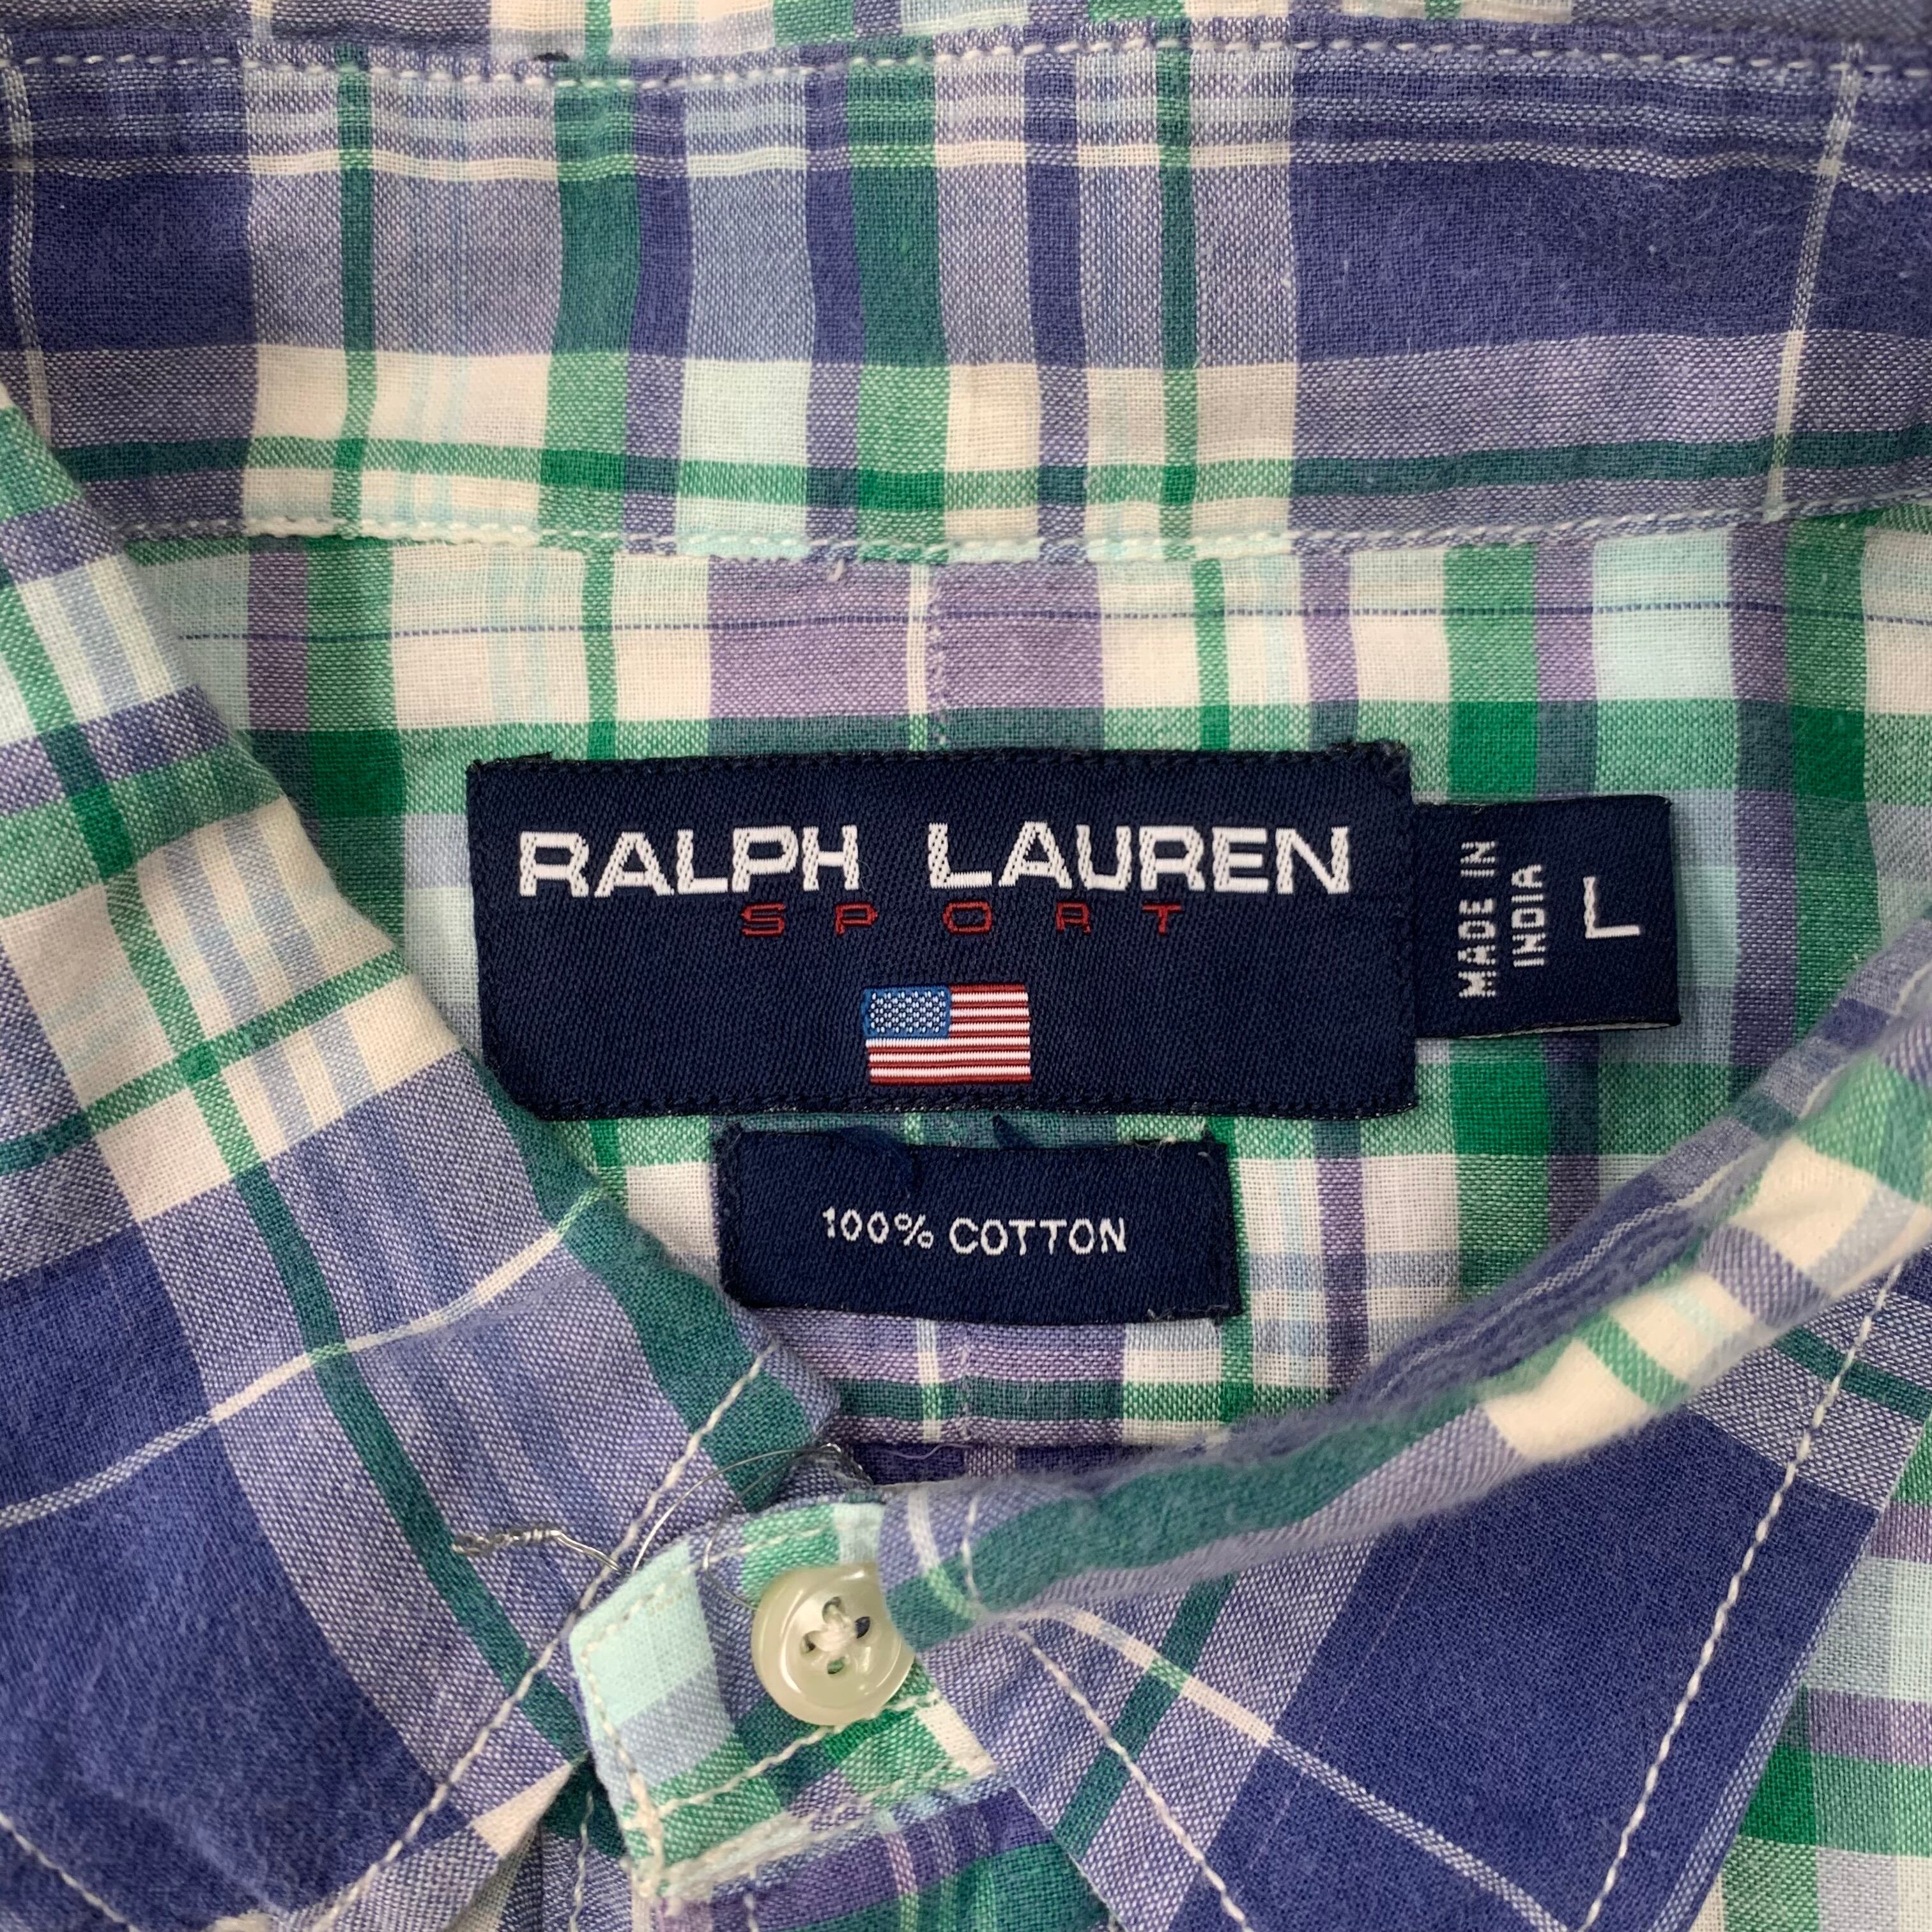 RALPH LAUREN
SPORT
MADE IN
INDIA
L
100% COTTON